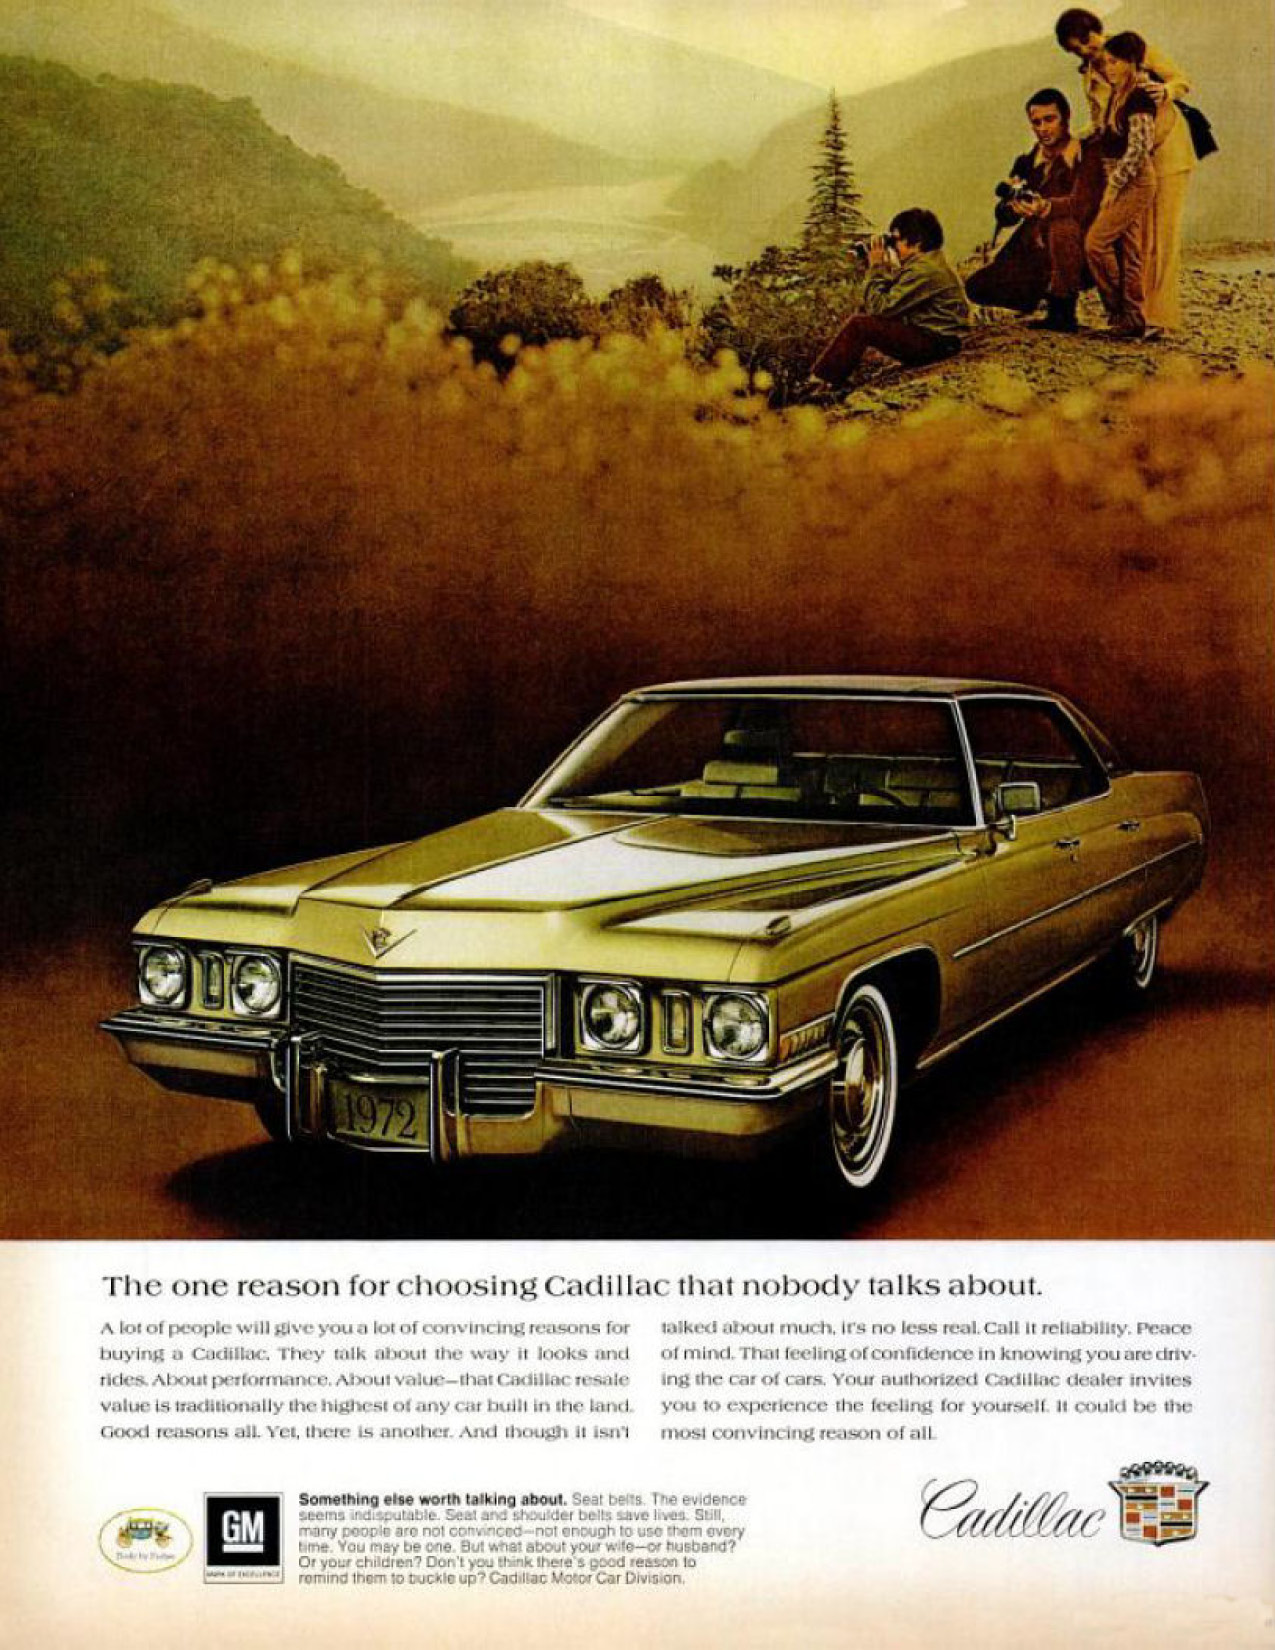 1972
The one reason for choosing Cadillac that nobody talks about.
A lot of people will give you a lot of convincing reasons for
buying a Cadillac. They talk about the way it looks and
rides. About performance. About value—that Cadillac resale
value is traditionally the highest of any car built in the land.
Good reasons all. Yet, there is another. And though it isn't
talked about much, it's no less real. Call it reliability. Peace
of mind. That feeling of confidence in knowing you are driv-
ing the car of cars. Your authorized Cadillac dealer invites
you to experience the feeling for yourself. It could be the
most convincing reason of all.
Body by Fisher
GM
MARK OF EXCELLENCE
Something else worth talking about. Seat belts. The evidence
seems indisputable. Seat and shoulder belts save lives. Still,
many people are not convinced—not enough to use them every
time. You may be one. But what about your wife—or husband?
Or your children? Don't you think there's good reason to
remind them to buckle up? Cadillac Motor Car Division.
Cadillac